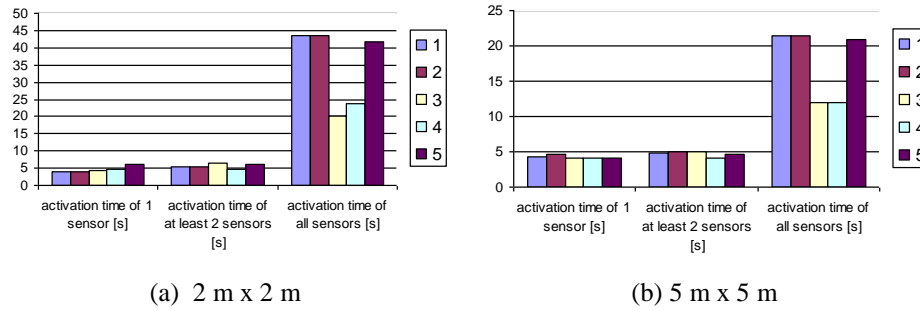 50
45
40
35
30
25
20
15
10
5
0
activation time of 1
sensor [s]
activation time of
at least 2 sensors
[s]
activation time of
all sensors [s]
1
2
3
4
5
(a) 2 m x 2 m
25
20
15
10
5
0
activation time of 1
sensor [s]
activation time of
at least 2 sensors
[s]
activation time of
all sensors [s]
1
2
3
4
5
(b) 5 m x 5 m